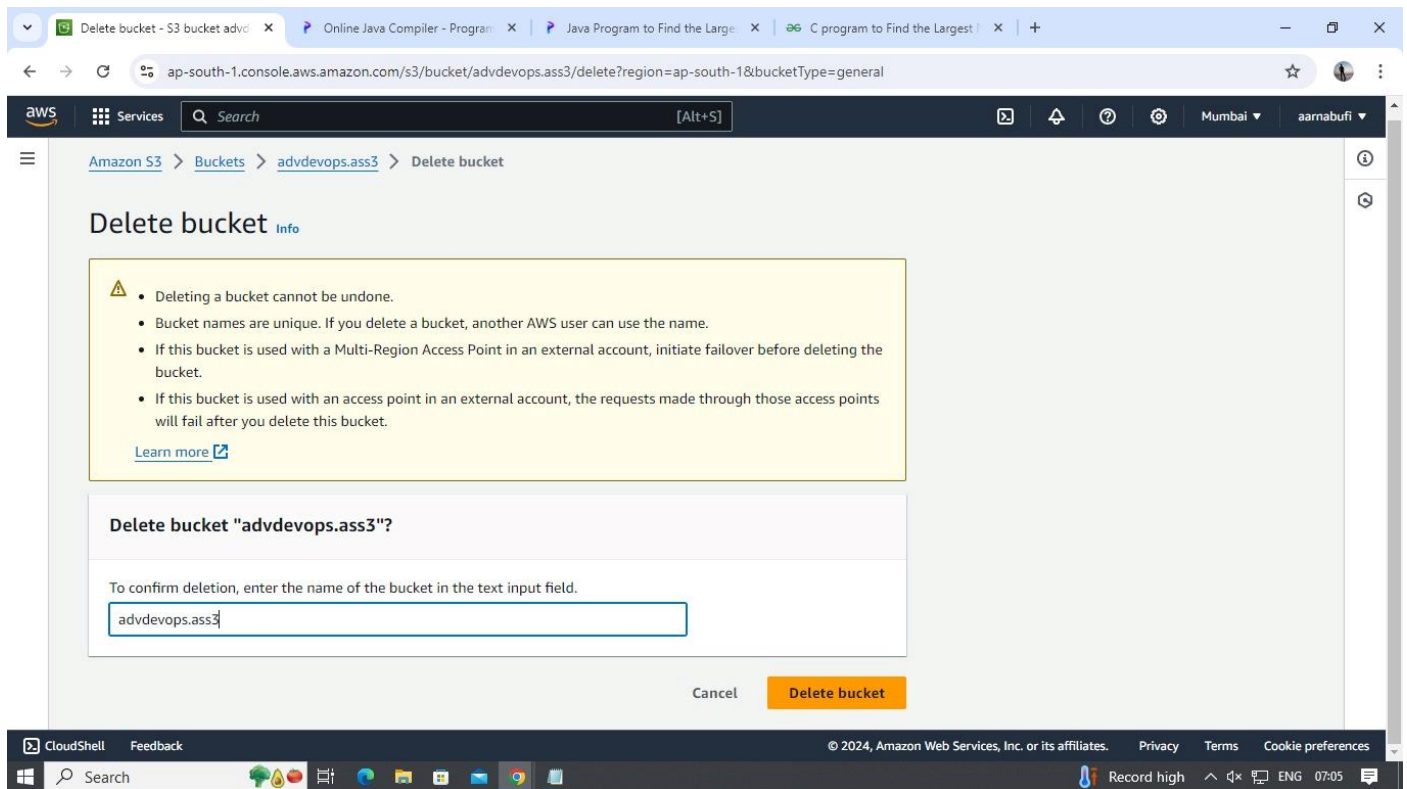 Delete bucket - S3 bucket advd
Online Java Compiler - Program
Java Program to Find the Large
C program to Find the Largest
ap-south-1.console.aws.amazon.com/s3/bucket/advdevops.ass3/delete?region=ap-south-1&bucketType=general
aws
Services
Search
[Alt+S]
Mumbai
aarnabufi
Amazon S3 > Buckets > advdevops.ass3 > Delete bucket
Delete bucket Info
• Deleting a bucket cannot be undone.
• Bucket names are unique. If you delete a bucket, another AWS user can use the name.
• If this bucket is used with a Multi-Region Access Point in an external account, initiate failover before deleting the
bucket.
• If this bucket is used with an access point in an external account, the requests made through those access points
will fail after you delete this bucket.
Learn more
Delete bucket "advdevops.ass3"?
To confirm deletion, enter the name of the bucket in the text input field.
advdevops.ass3
Cancel
Delete bucket
CloudShell
Feedback
© 2024, Amazon Web Services, Inc. or its affiliates.
Privacy
Terms
Cookie preferences
Search
Record high
ENG
07:05